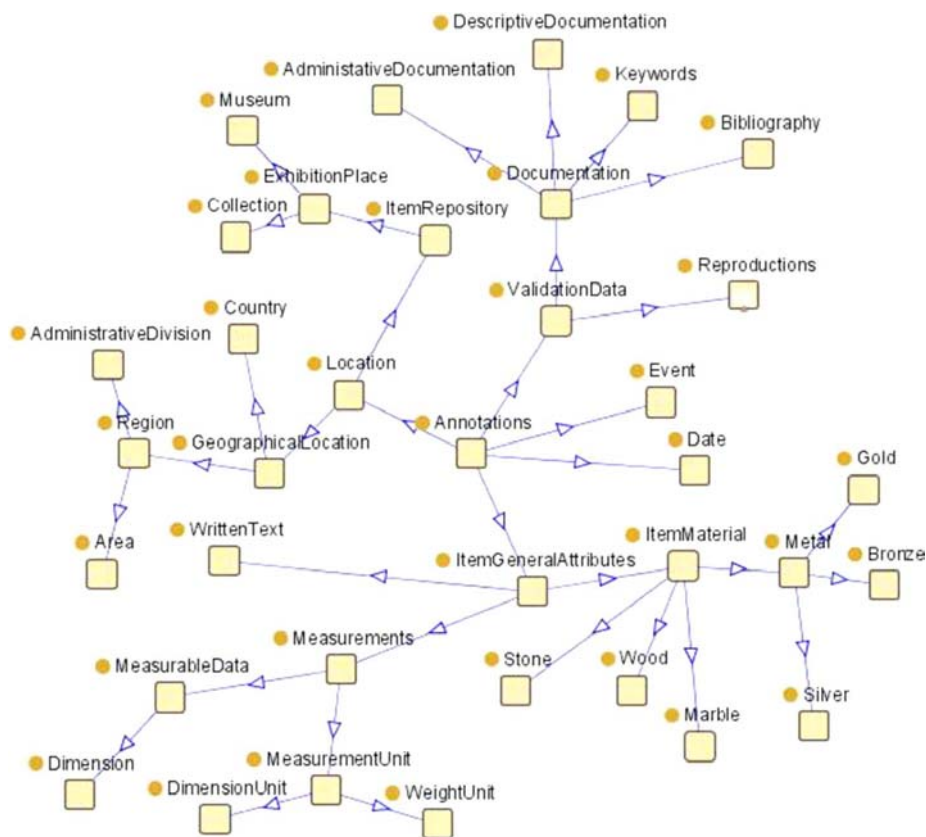 DescriptiveDocumentation
AdministativeDocumentation
Keywords
Museum
Bibliography
ExhibitionPlace
Documentation
Collection
ItemRepository
Reproductions
ValidationData
Country
AdministrativeDivision
Location
Event
Region
Annotations
GeographicalLocation
Date
Gold
WrittenText
ItemMaterial
Area
ItemGeneralAttributes
Metal
Bronze
Measurements
MeasurableData
Stone
Wood
Silver
Marble
Dimension
MeasurementUnit
DimensionUnit
WeightUnit